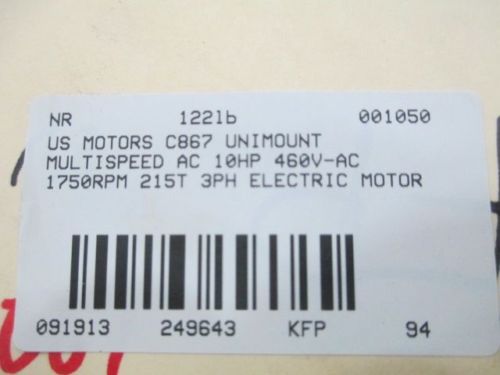 NR 122lb 001050
US MOTORS C867 UNIMOUNT
MULTISPEED AC 10HP 460V-AC
1750RPM 215T 3PH ELECTRIC MOTOR
091913 249643 KFP 94